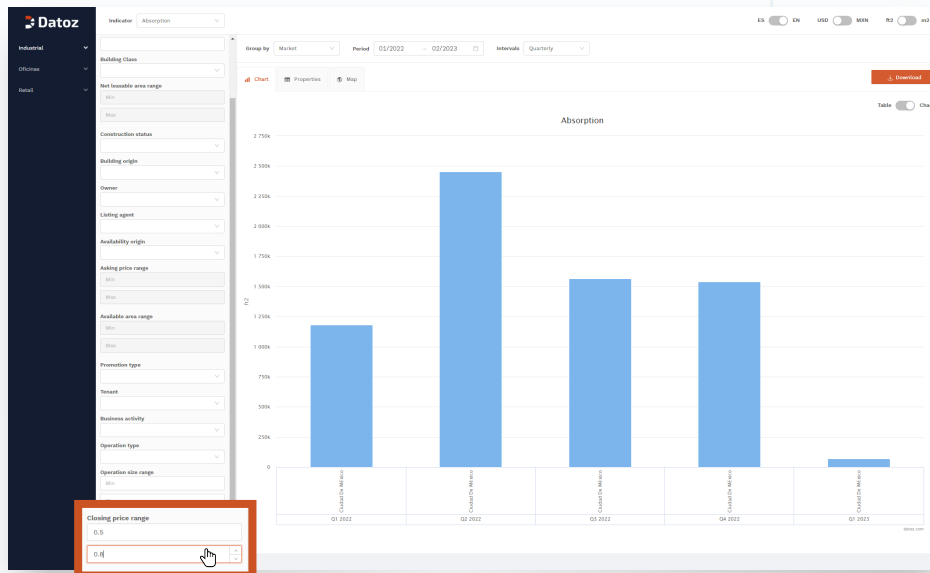 Datoz
Indicator
Absorption
ES
EN
USD
MXN
ft2
m2
Industrial
Oficinas
Retail
Building Class
Net leasable area range
Min
Max
Construction status
Building origin
Owner
Listing agent
Availability origin
Asking price range
Min
Max
Available area range
Min
Max
Promotion type
Tenant
Business activity
Operation type
Operation size range
Min
Closing price range
0.5
0.8
Group by
Market
Period
01/2022
→
02/2023
Intervals
Quarterly
Chart
Properties
Map
Download
Table
Cha
Absorption
2 750k
2 500k
2 250k
2 000k
1 750k
1 500k
1 250k
1 000k
750k
500k
250k
0
ft2
Ciudad De México
Ciudad De México
Ciudad De México
Ciudad De México
Ciudad De México
Q1 2022
Q2 2022
Q3 2022
Q4 2022
Q1 2023
datoz.com